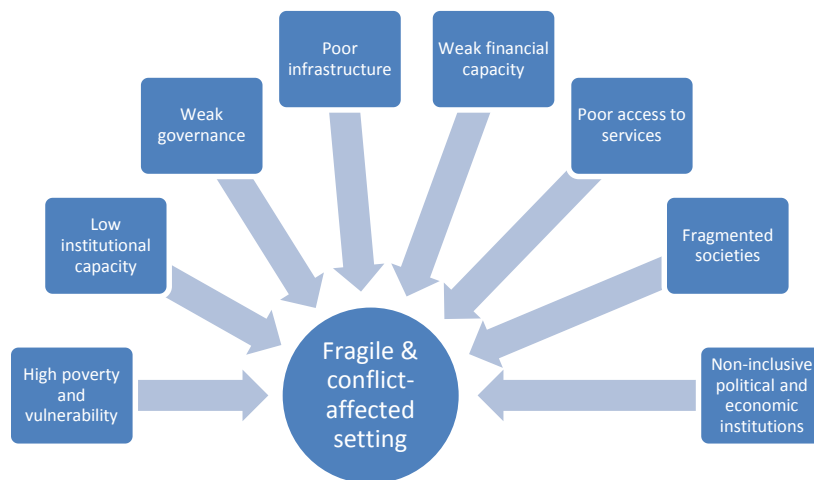 Poor
infrastructure
Weak financial
capacity
Weak
governance
Poor access to
services
Low
institutional
capacity
Fragmented
societies
High poverty
and
vulnerability
Fragile &
conflict-
affected
setting
Non-inclusive
political and
economic
institutions